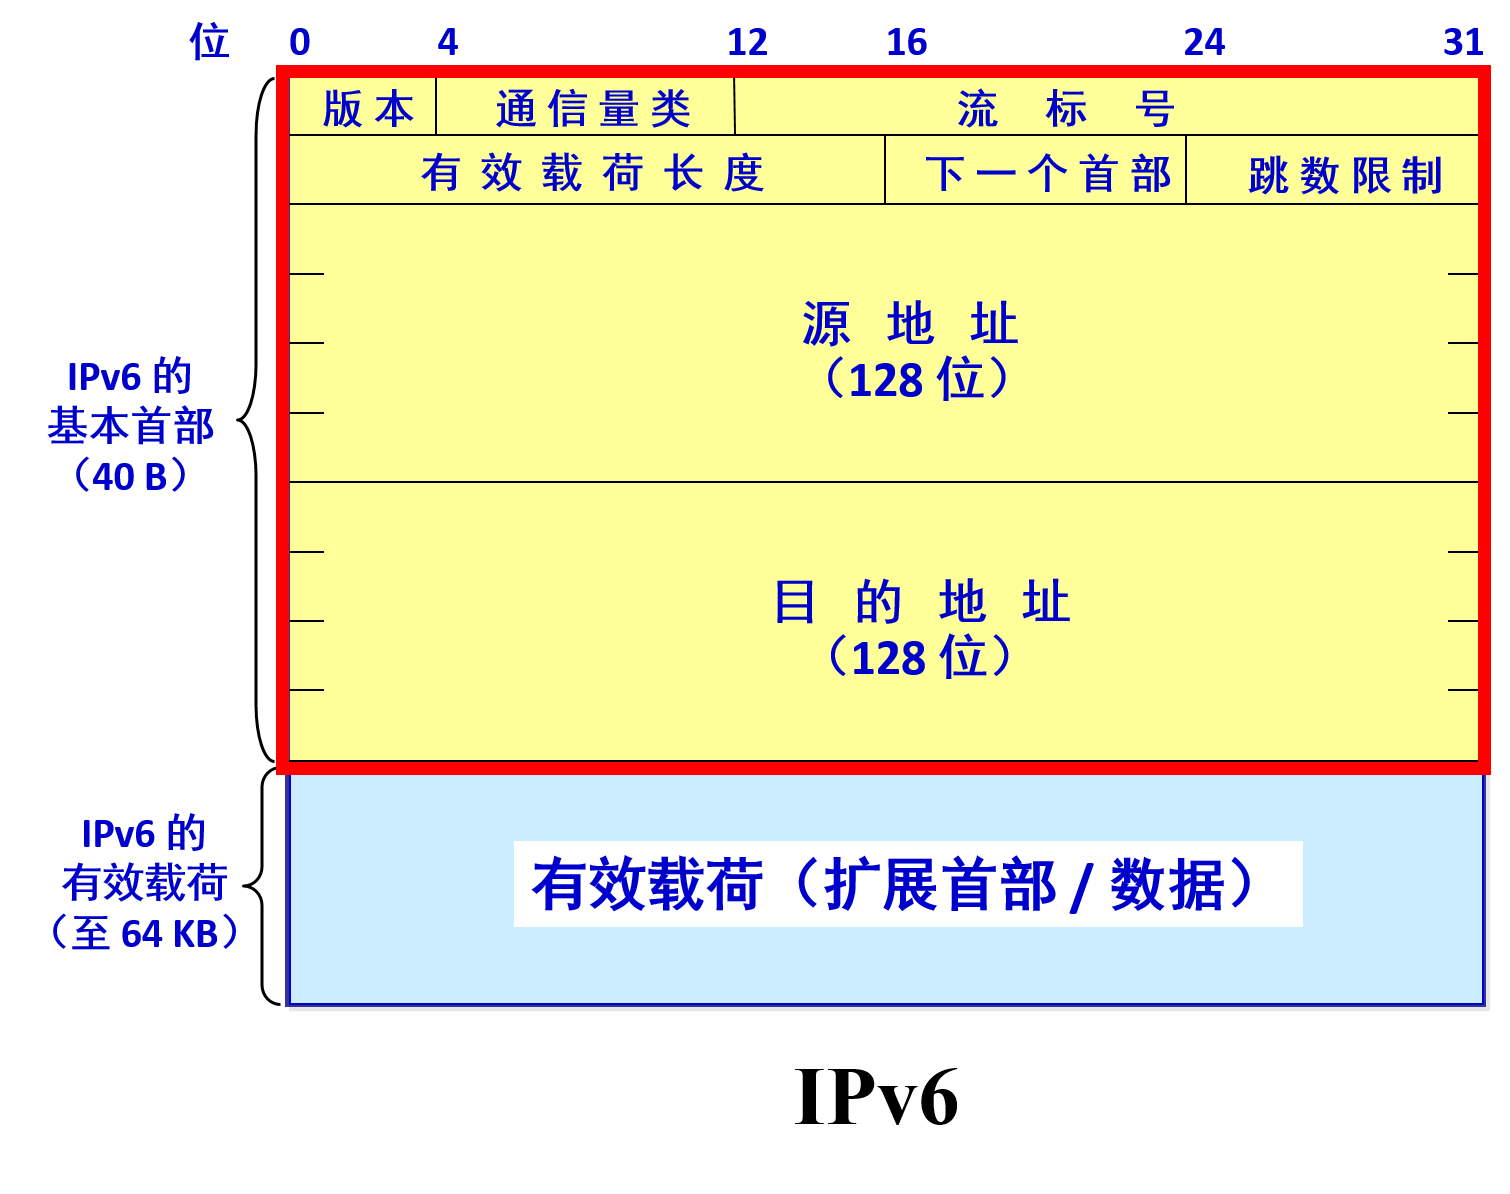 位 0 4 12 16 24 31
版本 通信量类 流标号
有效载荷长度 下一个首部 跳数限制
源地址
（128 位）
IPv6 的
基本首部
（40 B）
目的地址
（128 位）
IPv6 的
有效载荷
（至 64 KB）
有效载荷（扩展首部 / 数据）
IPv6